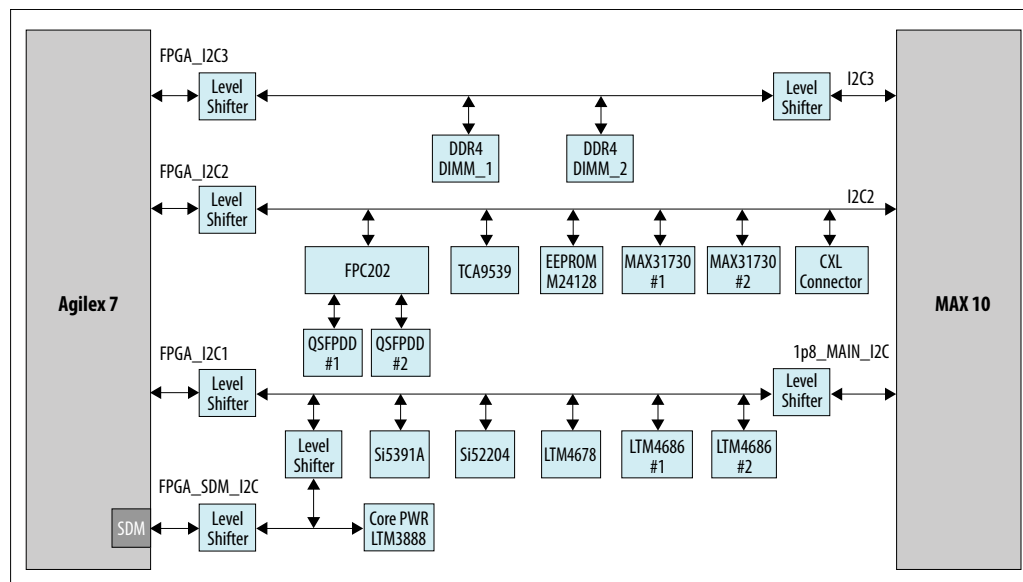 FPGA_I2C3
Level
Shifter
Level
Shifter
I2C3
DDR4
DIMM_1
DDR4
DIMM_2
FPGA_I2C2
Level
Shifter
I2C2
FPC202
TCA9539
EEPROM
M24128
MAX31730
#1
MAX31730
#2
CXL
Connector
Agilex 7
MAX 10
QSFPDD
#1
QSFPDD
#2
FPGA_I2C1
Level
Shifter
1p8_MAIN_I2C
Level
Shifter
Level
Shifter
Si5391A
Si52204
LTM4678
LTM4686
#1
LTM4686
#2
FPGA_SDM_I2C
SDM
Level
Shifter
Core PWR
LTM3888